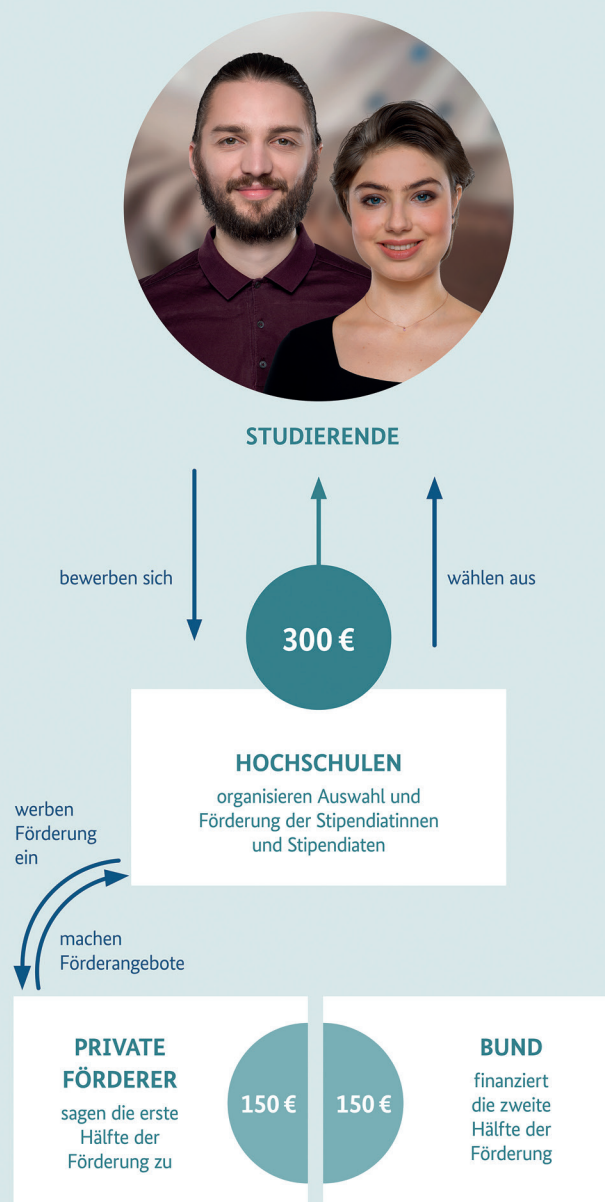 STUDIERENDE
bewerben sich
wählen aus
300 €
HOCHSCHULEN
organisieren Auswahl und
Förderung der Stipendiatinnen
und Stipendiaten
werben
Förderung
ein
machen
Förderangebote
PRIVATE
FÖRDERER
sagen die erste
Hälfte der
Förderung zu
150 €
150 €
BUND
finanziert
die zweite
Hälfte der
Förderung